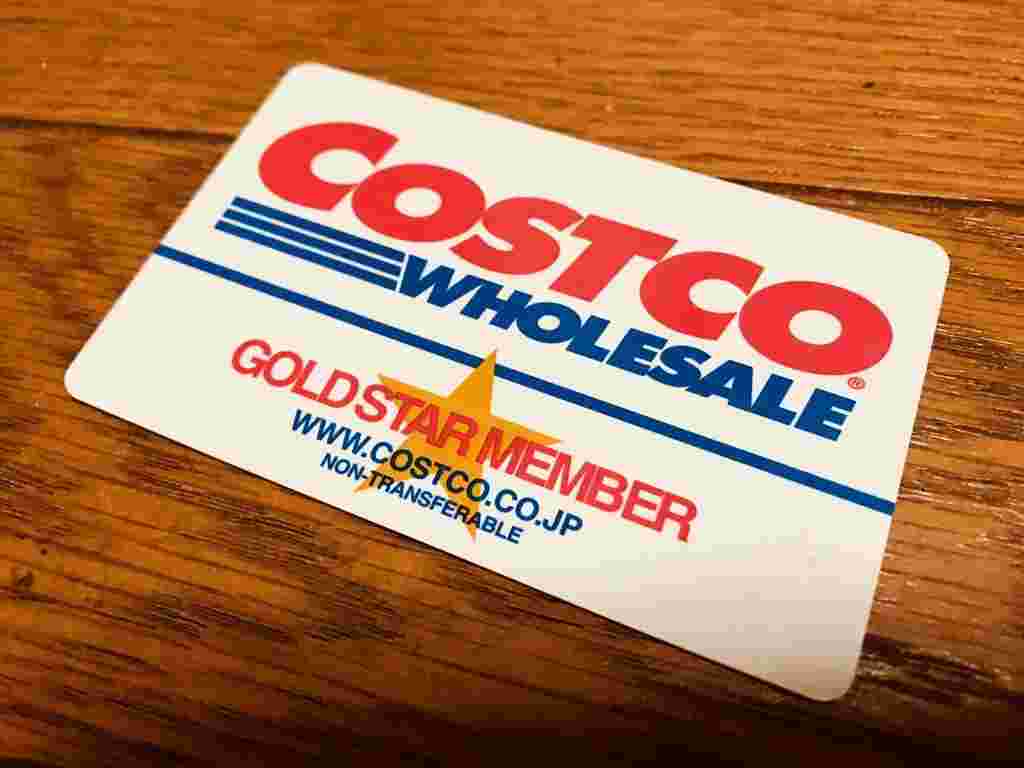 COSTCO®
WHOLESALE
GOLD STAR MEMBER
WWW.COSTCO.CO.JP
NON-TRANSFERABLE